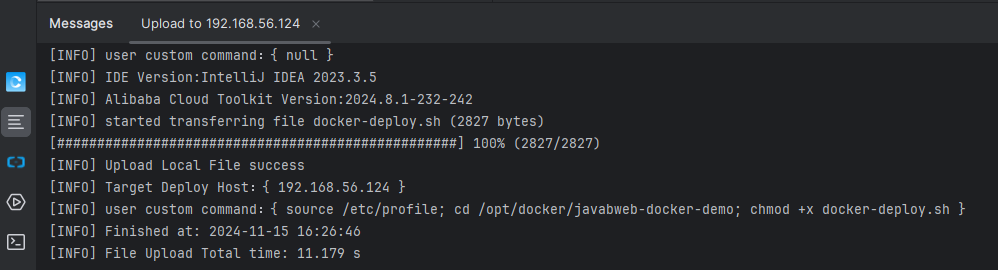 Messages Upload to 192.168.56.124 ×
[INFO] user custom command：{ null }
[INFO] IDE Version:IntelliJ IDEA 2023.3.5
[INFO] Alibaba Cloud Toolkit Version:2024.8.1-232-242
[INFO] started transferring file docker-deploy.sh (2827 bytes)
[##################################################] 100% (2827/2827)
[INFO] Upload Local File success
[INFO] Target Deploy Host：{ 192.168.56.124 }
[INFO] user custom command：{ source /etc/profile; cd /opt/docker/javabweb-docker-demo; chmod +x docker-deploy.sh }
[INFO] Finished at: 2024-11-15 16:26:46
[INFO] File Upload Total time: 11.179 s